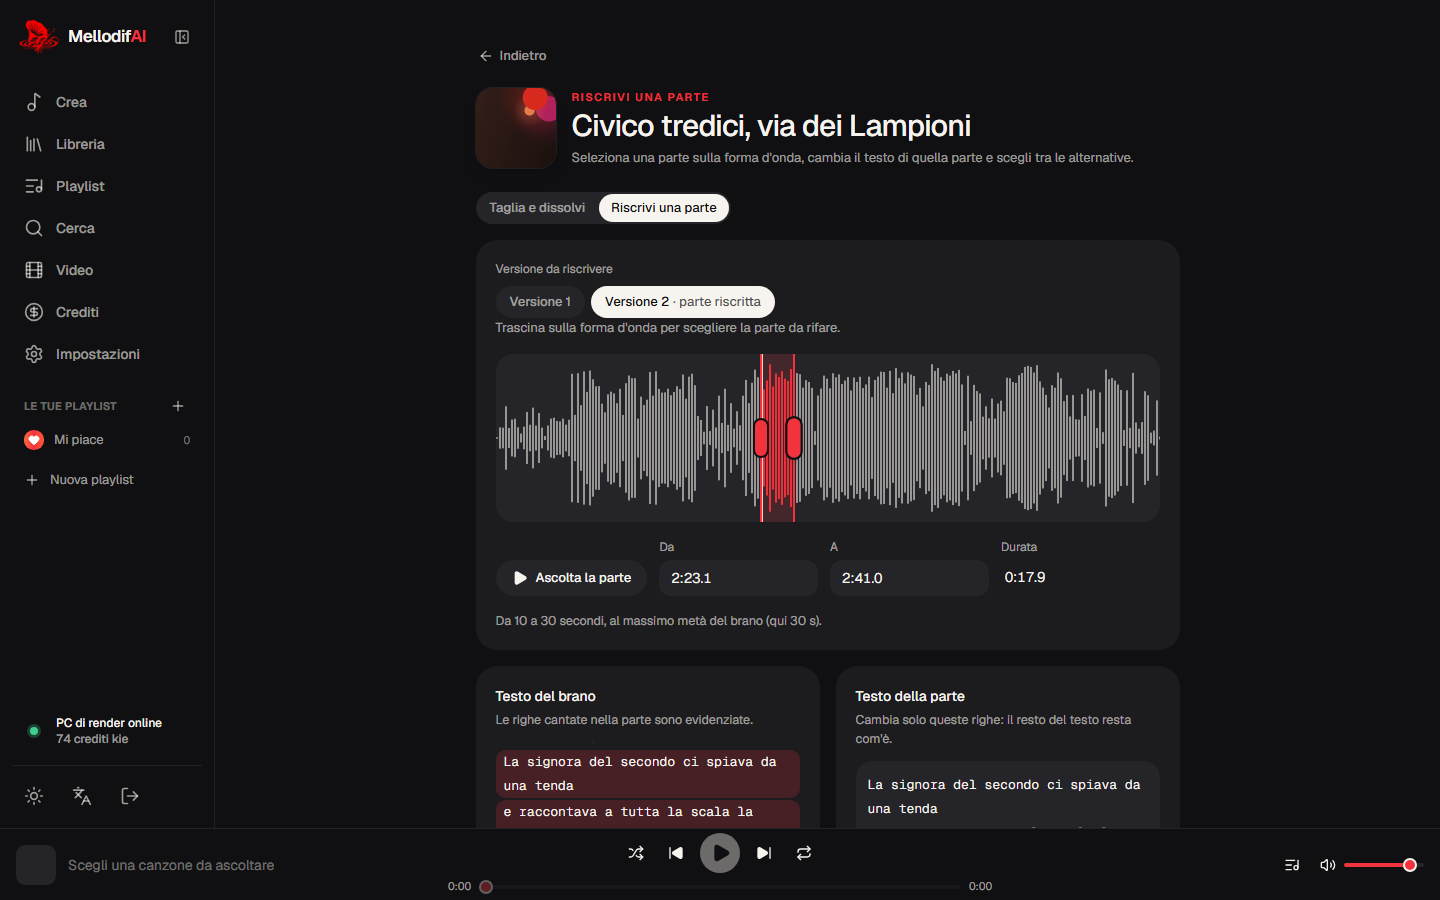 MellodifAI
Crea
Libreria
Playlist
Cerca
Video
Crediti
Impostazioni
LE TUE PLAYLIST
Mi piace 0
Nuova playlist
PC di render online
74 crediti kie
Indietro
RISCRIVI UNA PARTE
Civico tredici, via dei Lampioni
Seleziona una parte sulla forma d'onda, cambia il testo di quella parte e scegli tra le alternative.
Taglia e dissolvi Riscrivi una parte
Versione da riscrivere
Versione 1 Versione 2 · parte riscritta
Trascina sulla forma d'onda per scegliere la parte da rifare.
Da A Durata
Ascolta la parte 2:23.1 2:41.0 0:17.9
Da 10 a 30 secondi, al massimo metà del brano (qui 30 s).
Testo del brano
Le righe cantate nella parte sono evidenziate.
La signora del secondo ci spiava da
una tenda
e raccontava a tutta la scala la
Testo della parte
Cambia solo queste righe: il resto del testo resta
com'è.
La signora del secondo ci spiava da
una tenda
Scegli una canzone da ascoltare
0:00 0:00